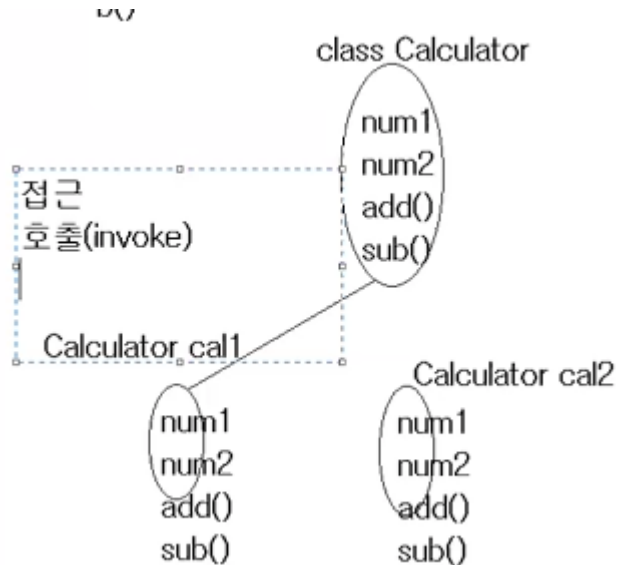 b()
class Calculator
num1
num2
add()
sub()
접근
호출(invoke)
Calculator cal1
num1
num2
add()
sub()
Calculator cal2
num1
num2
add()
sub()